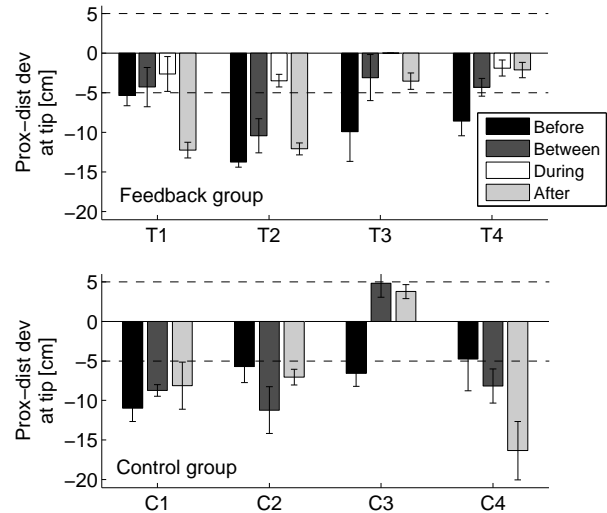 Prox−dist dev
at tip [cm]
5
0
−5
−10
−15
−20
Feedback group
Before
Between
During
After
T1 T2 T3 T4
Prox−dist dev
at tip [cm]
5
0
−5
−10
−15
−20
Control group
C1 C2 C3 C4